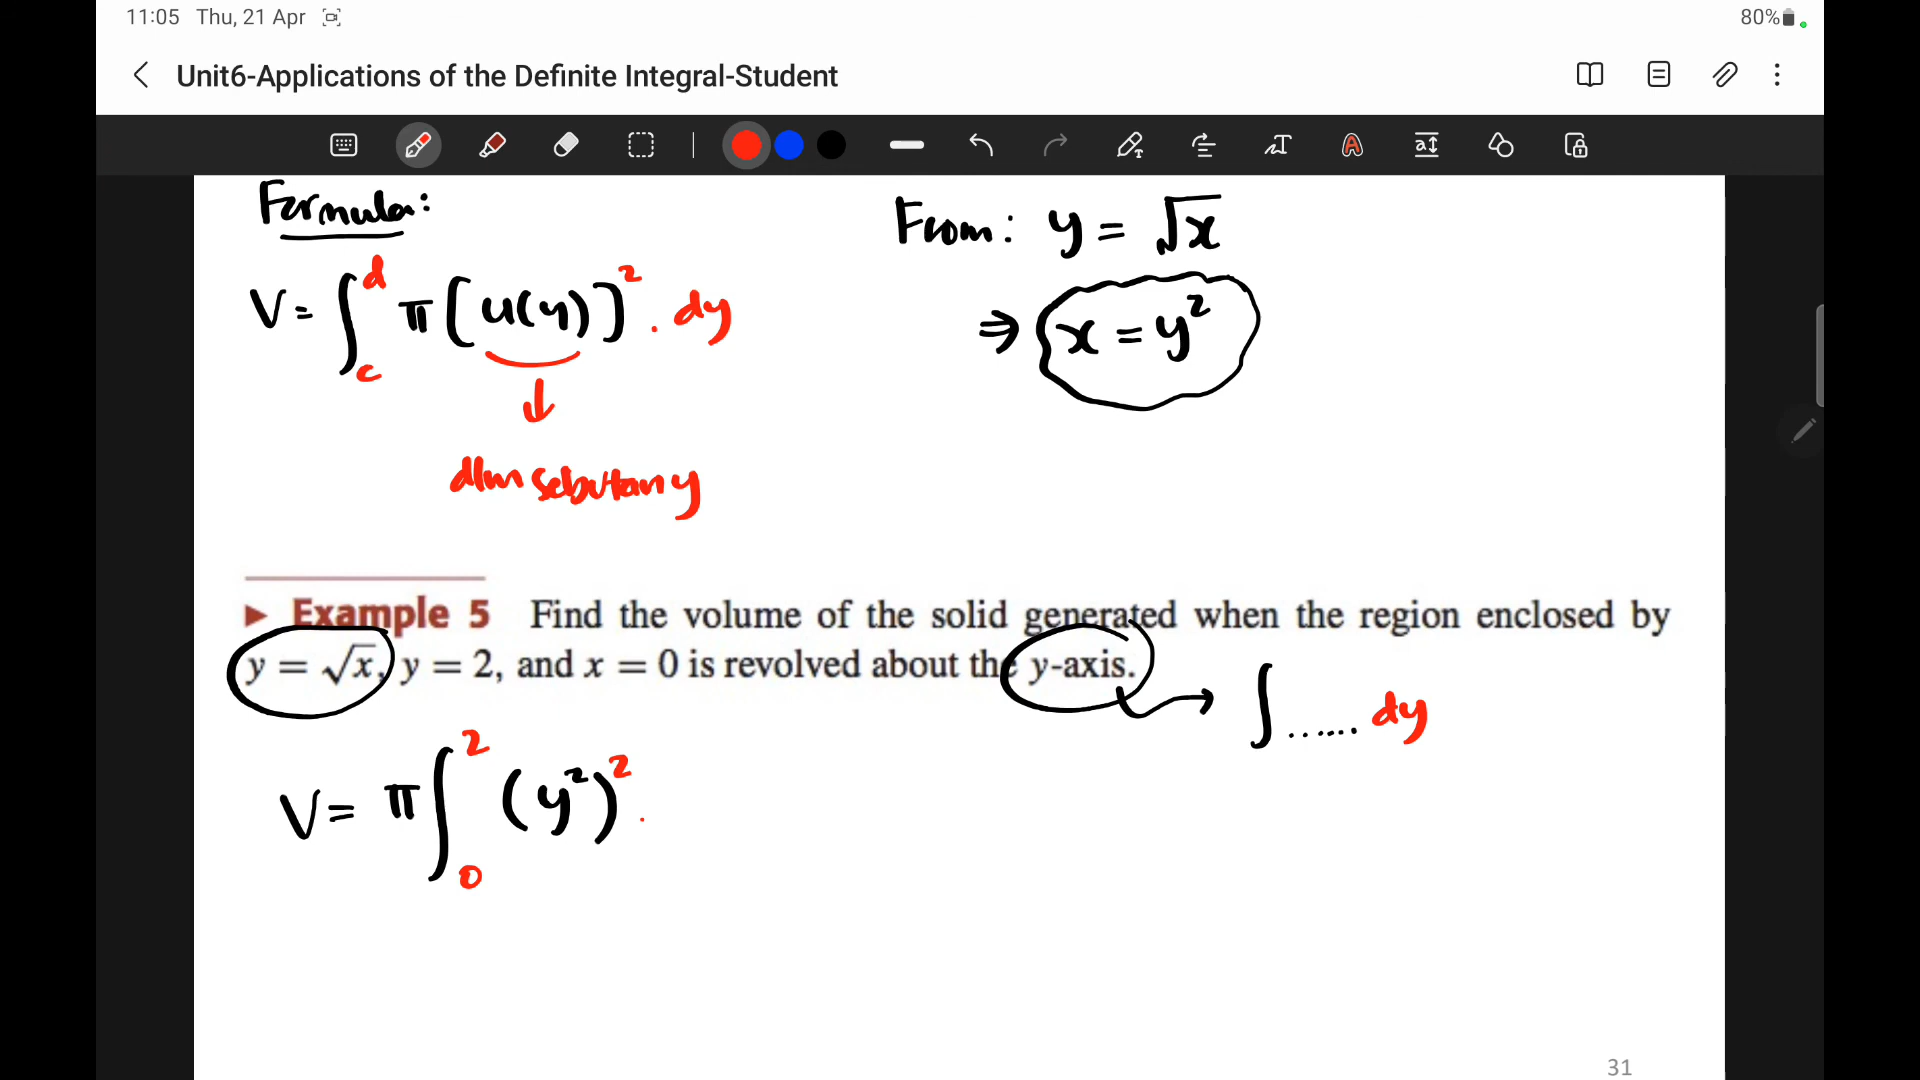 11:05 Thu, 21 Apr 80%
Unit6-Applications of the Definite Integral-Student
Formula:
V = ∫_c^d π [u(y)]² . dy
dlm sebutan y
From: y = √x
⇒ x = y²
▶ Example 5 Find the volume of the solid generated when the region enclosed by
y = √x, y = 2, and x = 0 is revolved about the y-axis.
∫ ...... dy
V = π ∫_0^2 (y²)² .
31